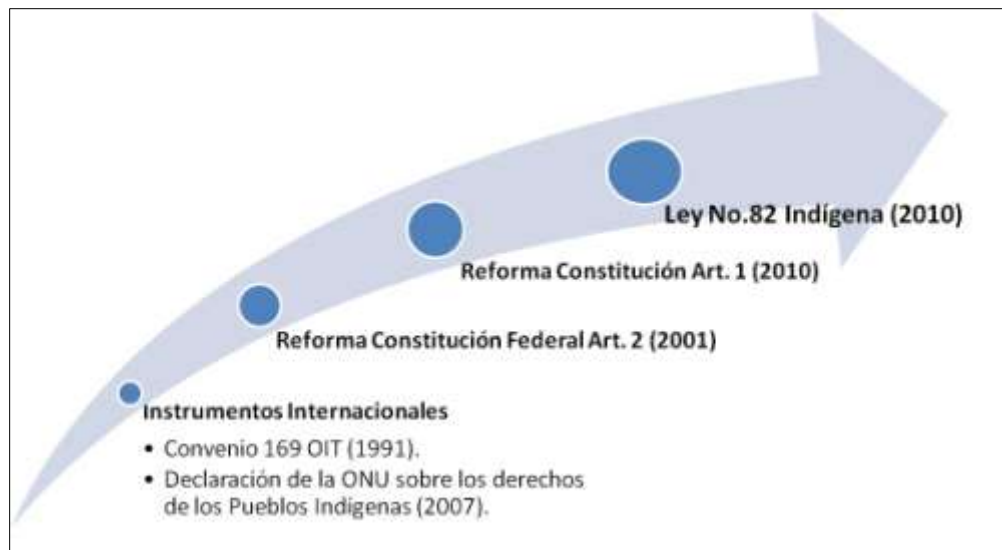 Ley No.82 Indígena (2010)
Reforma Constitución Art. 1 (2010)
Reforma Constitución Federal Art. 2 (2001)
Instrumentos Internacionales
• Convenio 169 OIT (1991).
• Declaración de la ONU sobre los derechos
de los Pueblos Indígenas (2007).